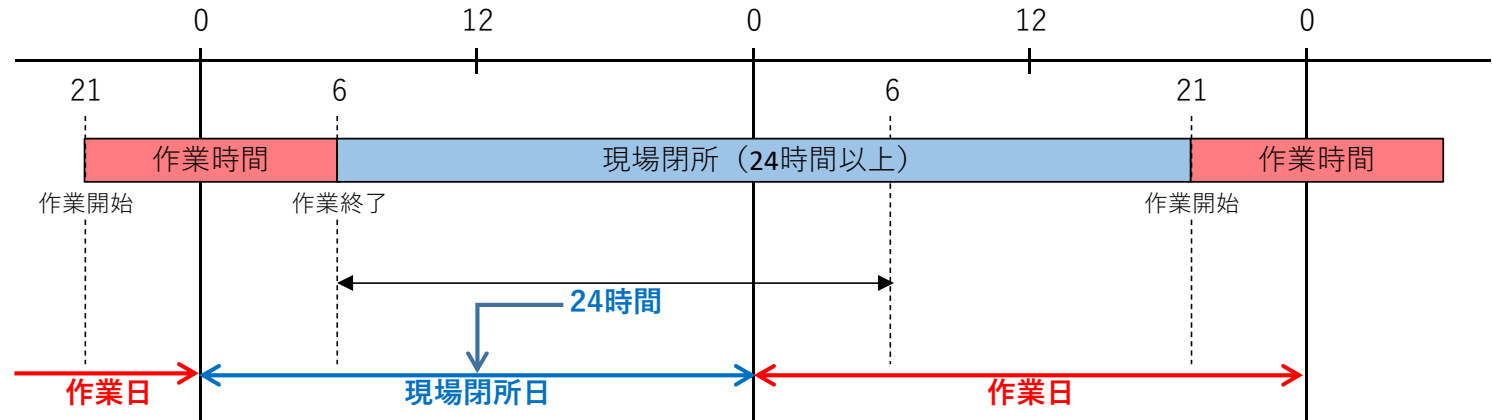 0 12 0 12 0
21 6 6 21
作業時間 現場閉所（24時間以上） 作業時間
作業開始 作業終了 作業開始
24時間
作業日 現場閉所日 作業日